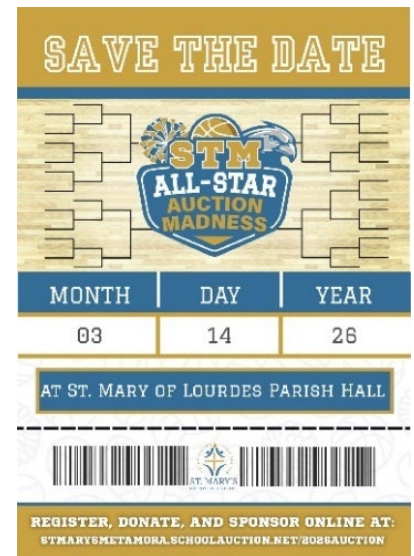 SAVE THE DATE
STM
ALL-STAR
AUCTION
MADNESS
MONTH DAY YEAR
03 14 26
AT ST. MARY OF LOURDES PARISH HALL
ST. MARY'S
REGISTER, DONATE, AND SPONSOR ONLINE AT:
STMARYSMETAMORA.SCHOOLAUCTION.NET/2026AUCTION